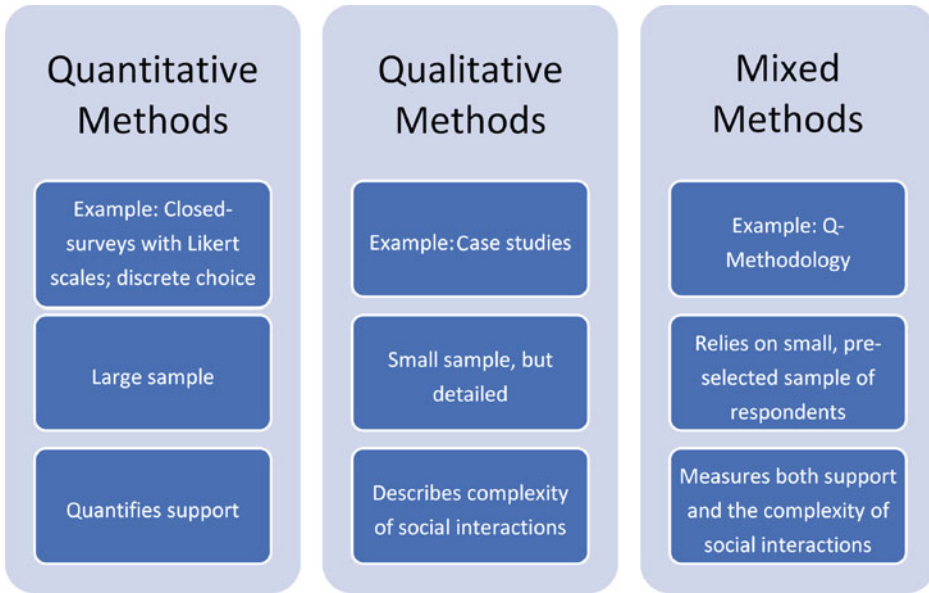 Quantitative
Methods
Example: Closed-
surveys with Likert
scales; discrete choice
Large sample
Quantifies support
Qualitative
Methods
Example: Case studies
Small sample, but
detailed
Describes complexity
of social interactions
Mixed
Methods
Example: Q-
Methodology
Relies on small, pre-
selected sample of
respondents
Measures both support
and the complexity of
social interactions